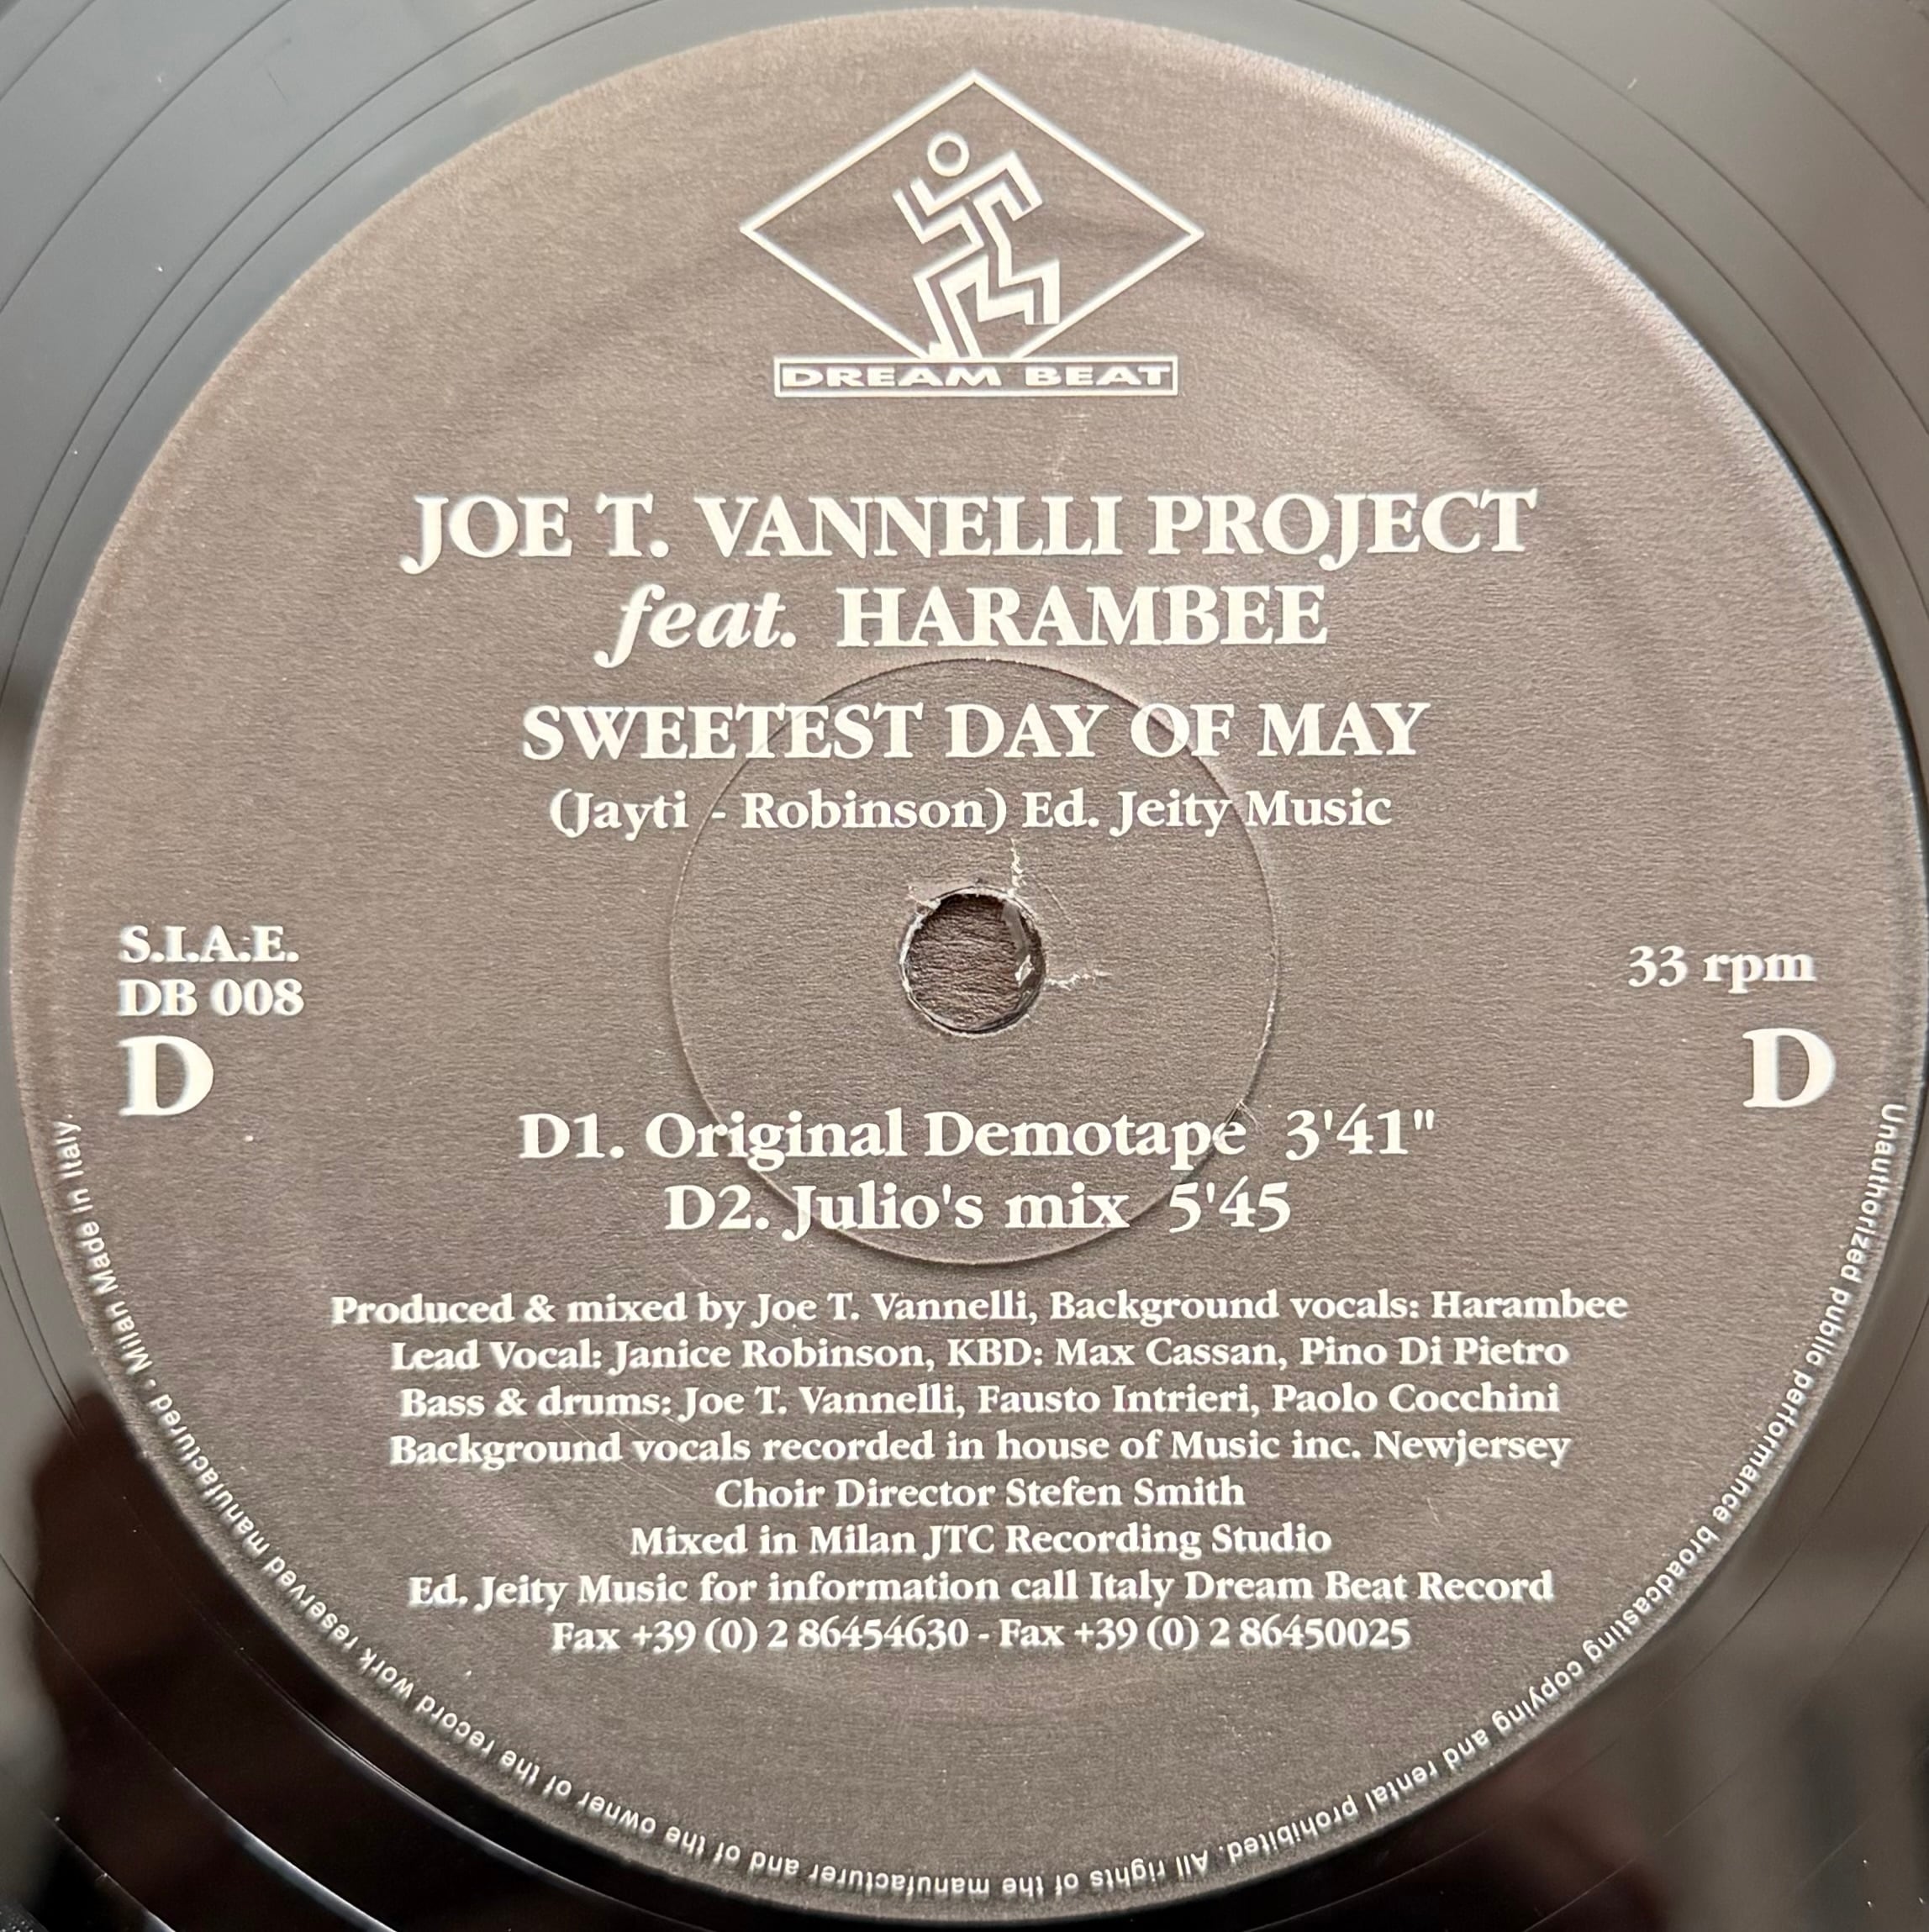 DREAM BEAT
JOE T. VANNELLI PROJECT
feat. HARAMBEE
SWEETEST DAY OF MAY
(Jayti - Robinson) Ed. Jeity Music
S.I.A.E.
DB 008
D
33 rpm
D
D1. Original Demotape 3'41"
D2. Julio's mix 5'45
Produced & mixed by Joe T. Vannelli, Background vocals: Harambee
Lead Vocal: Janice Robinson, KBD: Max Cassan, Pino Di Pietro
Bass & drums: Joe T. Vannelli, Fausto Intrieri, Paolo Cocchini
Background vocals recorded in house of Music inc. Newjersey
Choir Director Stefen Smith
Mixed in Milan JTC Recording Studio
Ed. Jeity Music for information call Italy Dream Beat Record
Fax +39 (0) 2 86454630 - Fax +39 (0) 2 86450025
Unauthorized public performance broadcasting copying and rental prohibited. All rights of the manufacturer and of the owner of the record work reserved manufactured - Milan Made in Italy.